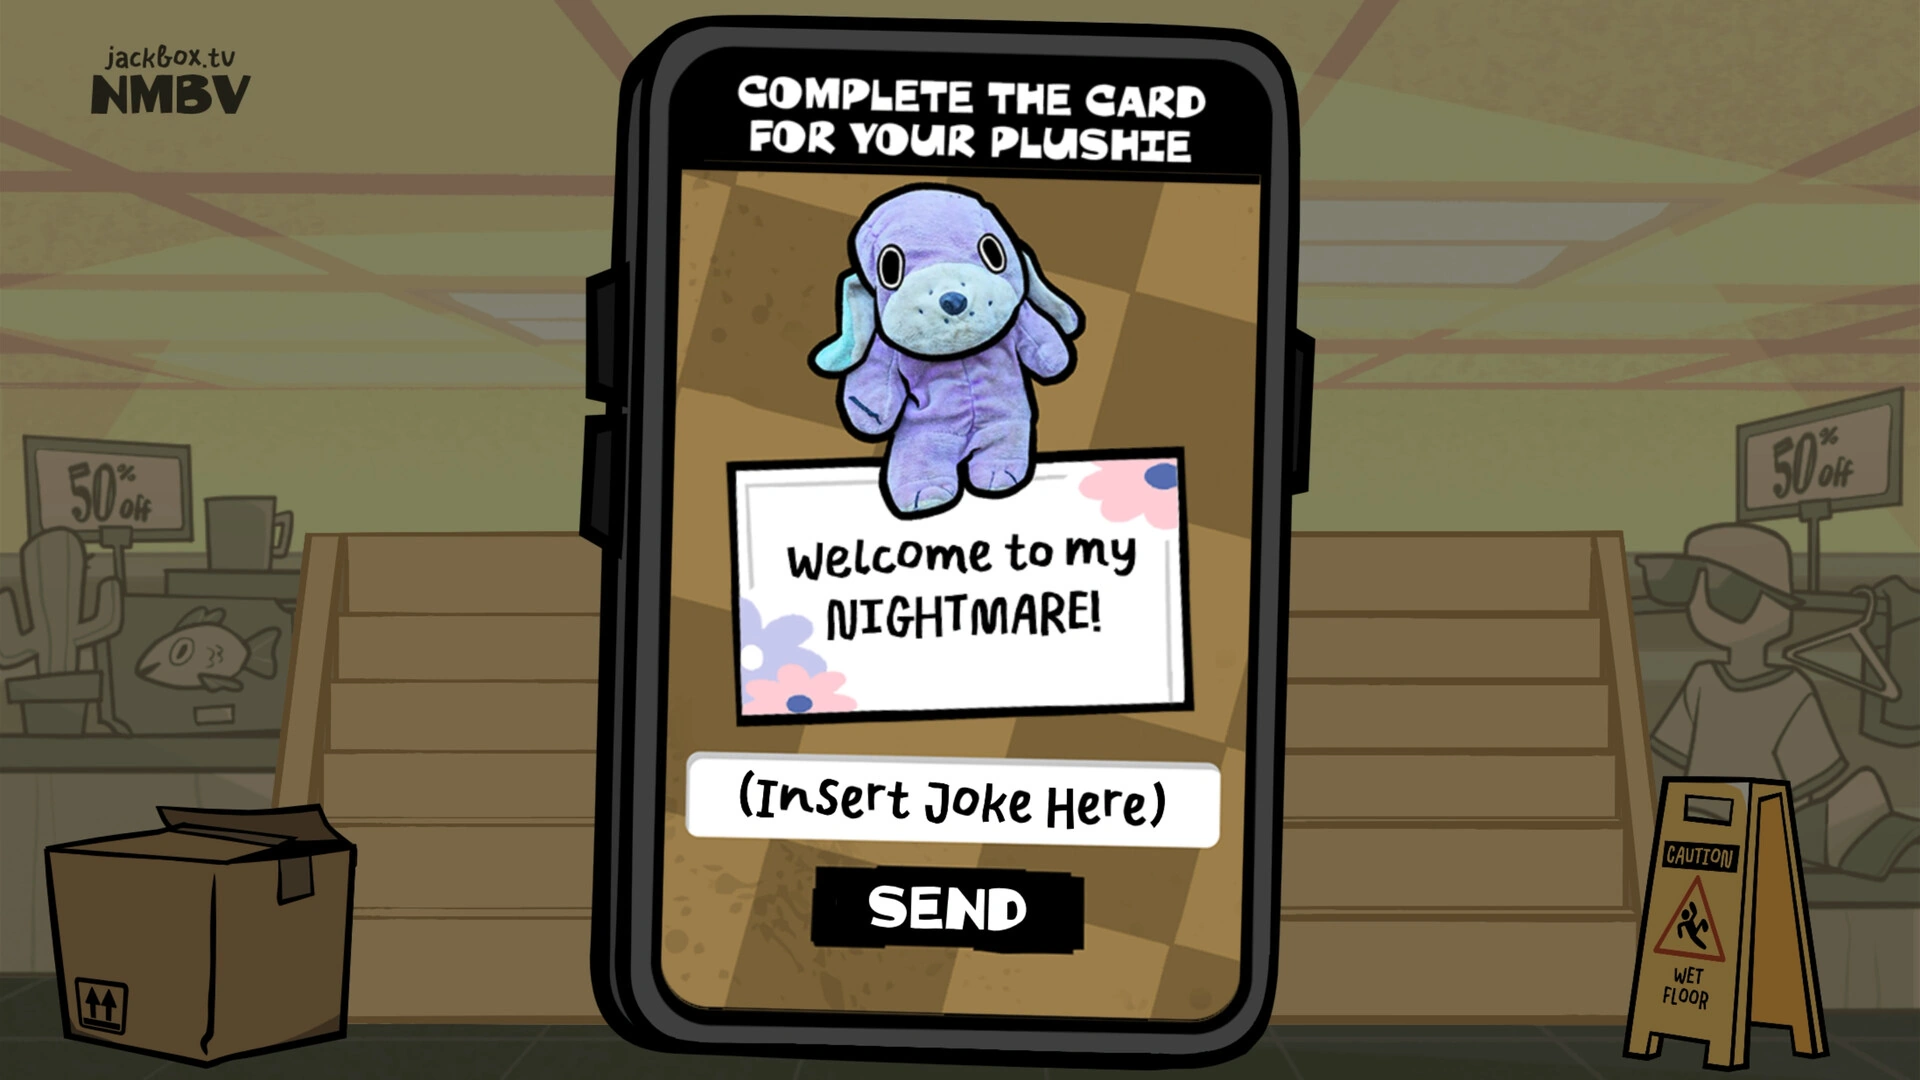 jackbox.tv
NMBV
COMPLETE THE CARD
FOR YOUR PLUSHIE
Welcome to my
NIGHTMARE!
(Insert Joke Here)
SEND
50% Off
50% Off
CAUTION
WET
FLOOR